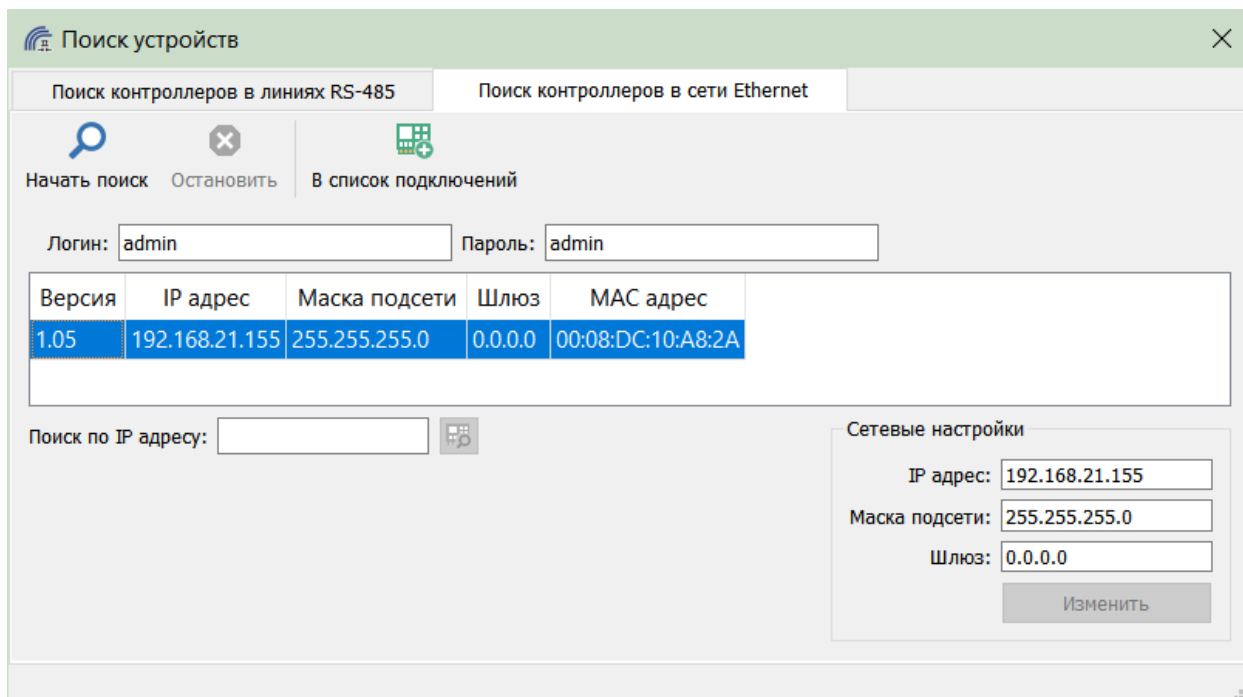 Поиск устройств
Поиск контроллеров в линиях RS-485 Поиск контроллеров в сети Ethernet
Начать поиск Остановить В список подключений
Логин: admin Пароль: admin
Версия IP адрес Маска подсети Шлюз MAC адрес
1.05 192.168.21.155 255.255.255.0 0.0.0.0 00:08:DC:10:A8:2A
Поиск по IP адресу:
Сетевые настройки
IP адрес: 192.168.21.155
Маска подсети: 255.255.255.0
Шлюз: 0.0.0.0
Изменить